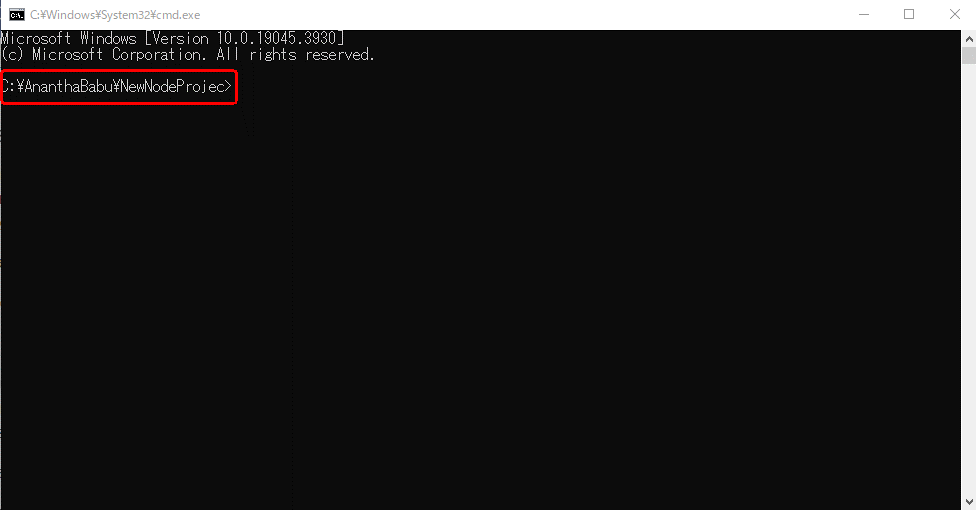 C:¥Windows¥System32¥cmd.exe
Microsoft Windows [Version 10.0.19045.3930]
(c) Microsoft Corporation. All rights reserved.
C:¥AnanthaBabu¥NewNodeProjec>